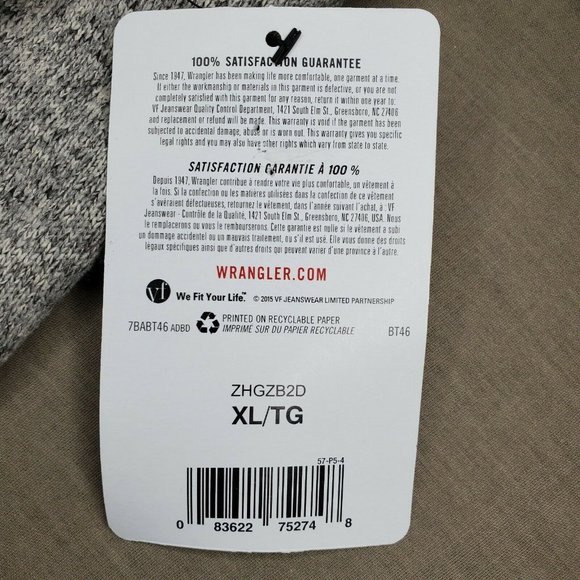 100% SATISFACTION GUARANTEE
Since 1947, Wrangler has been making life more comfortable, one garment at a time.
If either the workmanship or materials in this garment is defective, or you are not
completely satisfied with this garment for any reason, return it within one year to:
VF Jeanswear Quality Control Department, 1421 South Elm St., Greensboro, NC 27406
and replacement or refund will be made. This warranty is void if the garment has been
subjected to accidental damage, abuse or is worn out. This warranty gives you specific
legal rights and you may also have other rights which vary from state to state.
SATISFACTION GARANTIE À 100 %
Depuis 1947, Wrangler contribue à rendre votre vie plus confortable, un vêtement à
la fois. Si la confection ou les matières utilisées dans la confection de ce vêtement
s'avéraient défectueuses, retournez le vêtement, dans l'année suivant l'achat, à : VF
Jeanswear - Contrôle de la Qualité, 1421 South Elm St., Greensboro, NC 27406, USA. Nous
le remplacerons ou vous le rembourserons. Cette garantie est nulle si le vêtement a subi
un dommage accidentel ou un mauvais traitement, ou s'il est usé. Elle vous donne des droits
légaux spécifiques ainsi que d'autres droits qui peuvent varier d'une province à l'autre.
WRANGLER.COM
vf We Fit Your Life.™ © 2015 VF JEANSWEAR LIMITED PARTNERSHIP
7BABT46 ADBD PRINTED ON RECYCLABLE PAPER
IMPRIMÉ SUR DU PAPIER RECYCLABLE BT46
ZHGZB2D
XL/TG
57-P5-4
0 83622 75274 8